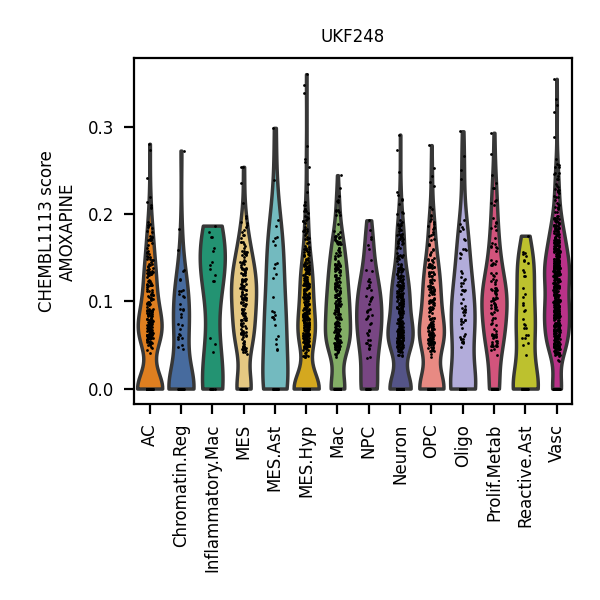 UKF248
CHEMBL1113 score
AMOXAPINE
0.3
0.2
0.1
0.0
AC
Chromatin.Reg
Inflammatory.Mac
MES
MES.Ast
MES.Hyp
Mac
NPC
Neuron
OPC
Oligo
Prolif.Metab
Reactive.Ast
Vasc